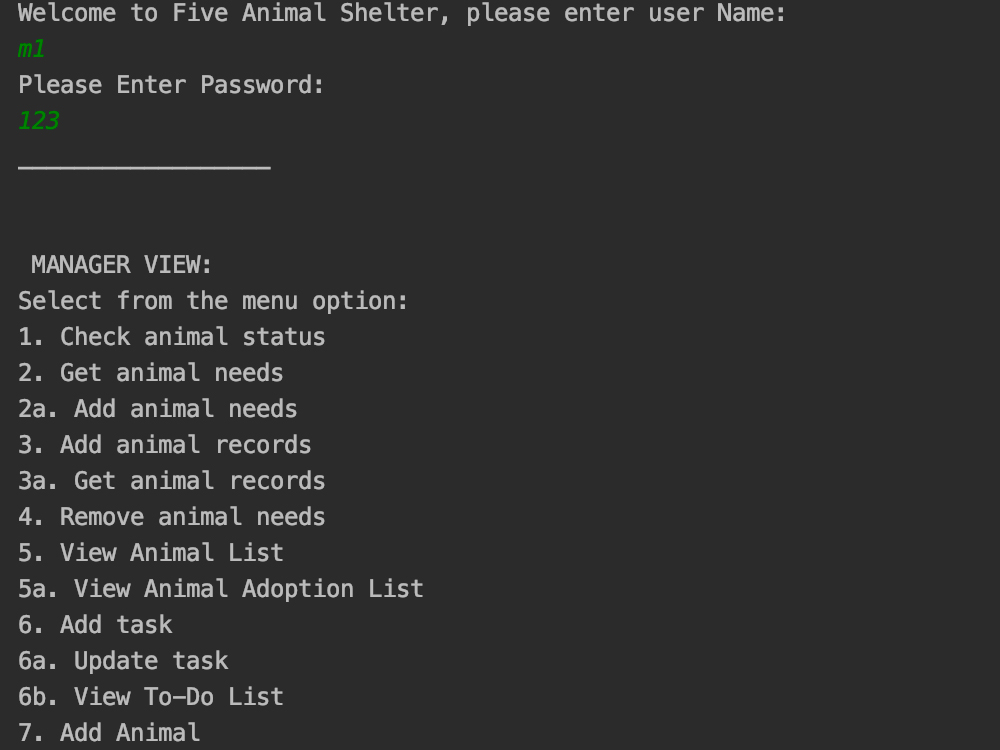 Welcome to Five Animal Shelter, please enter user Name:
m1
Please Enter Password:
123
__________________
MANAGER VIEW:
Select from the menu option:
1. Check animal status
2. Get animal needs
2a. Add animal needs
3. Add animal records
3a. Get animal records
4. Remove animal needs
5. View Animal List
5a. View Animal Adoption List
6. Add task
6a. Update task
6b. View To-Do List
7. Add Animal